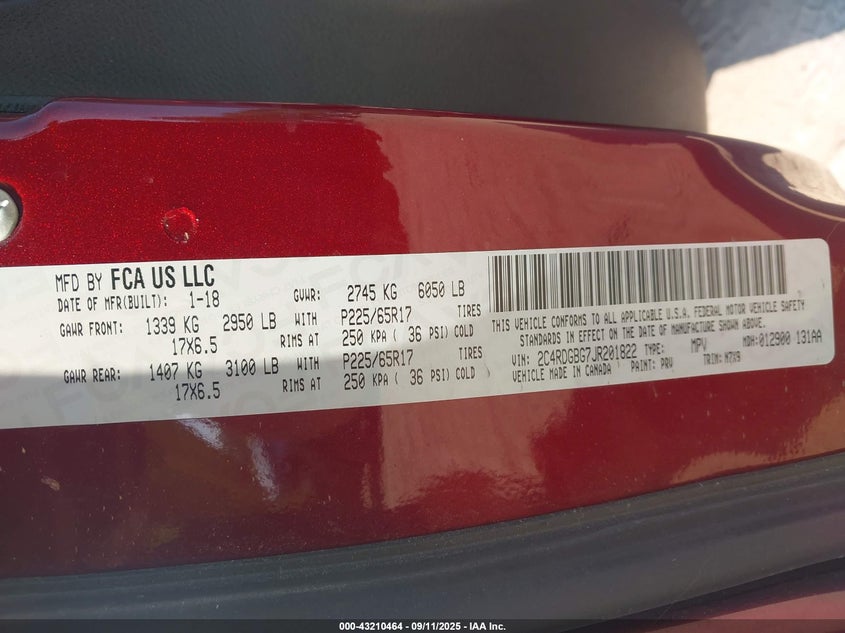 MFD BY FCA US LLC
DATE OF MFR(BUILT): 1-18 GVWR: 2745 KG 6050 LB
GAWR FRONT: 1339 KG 2950 LB WITH P225/65R17 TIRES
17X6.5 RIMS AT 250 KPA ( 36 PSI) COLD
GAWR REAR: 1407 KG 3100 LB WITH P225/65R17 TIRES
17X6.5 RIMS AT 250 KPA ( 36 PSI) COLD
THIS VEHICLE CONFORMS TO ALL APPLICABLE U.S.A. FEDERAL MOTOR VEHICLE SAFETY
STANDARDS IN EFFECT ON THE DATE OF MANUFACTURE SHOWN ABOVE. MDH:012900 131AA
VIN: 2C4RDGBG7JR201822 TYPE: MPV
VEHICLE MADE IN CANADA PAINT: PRV TRIM: M7X9
000-43210464 - 09/11/2025 - IAA Inc.